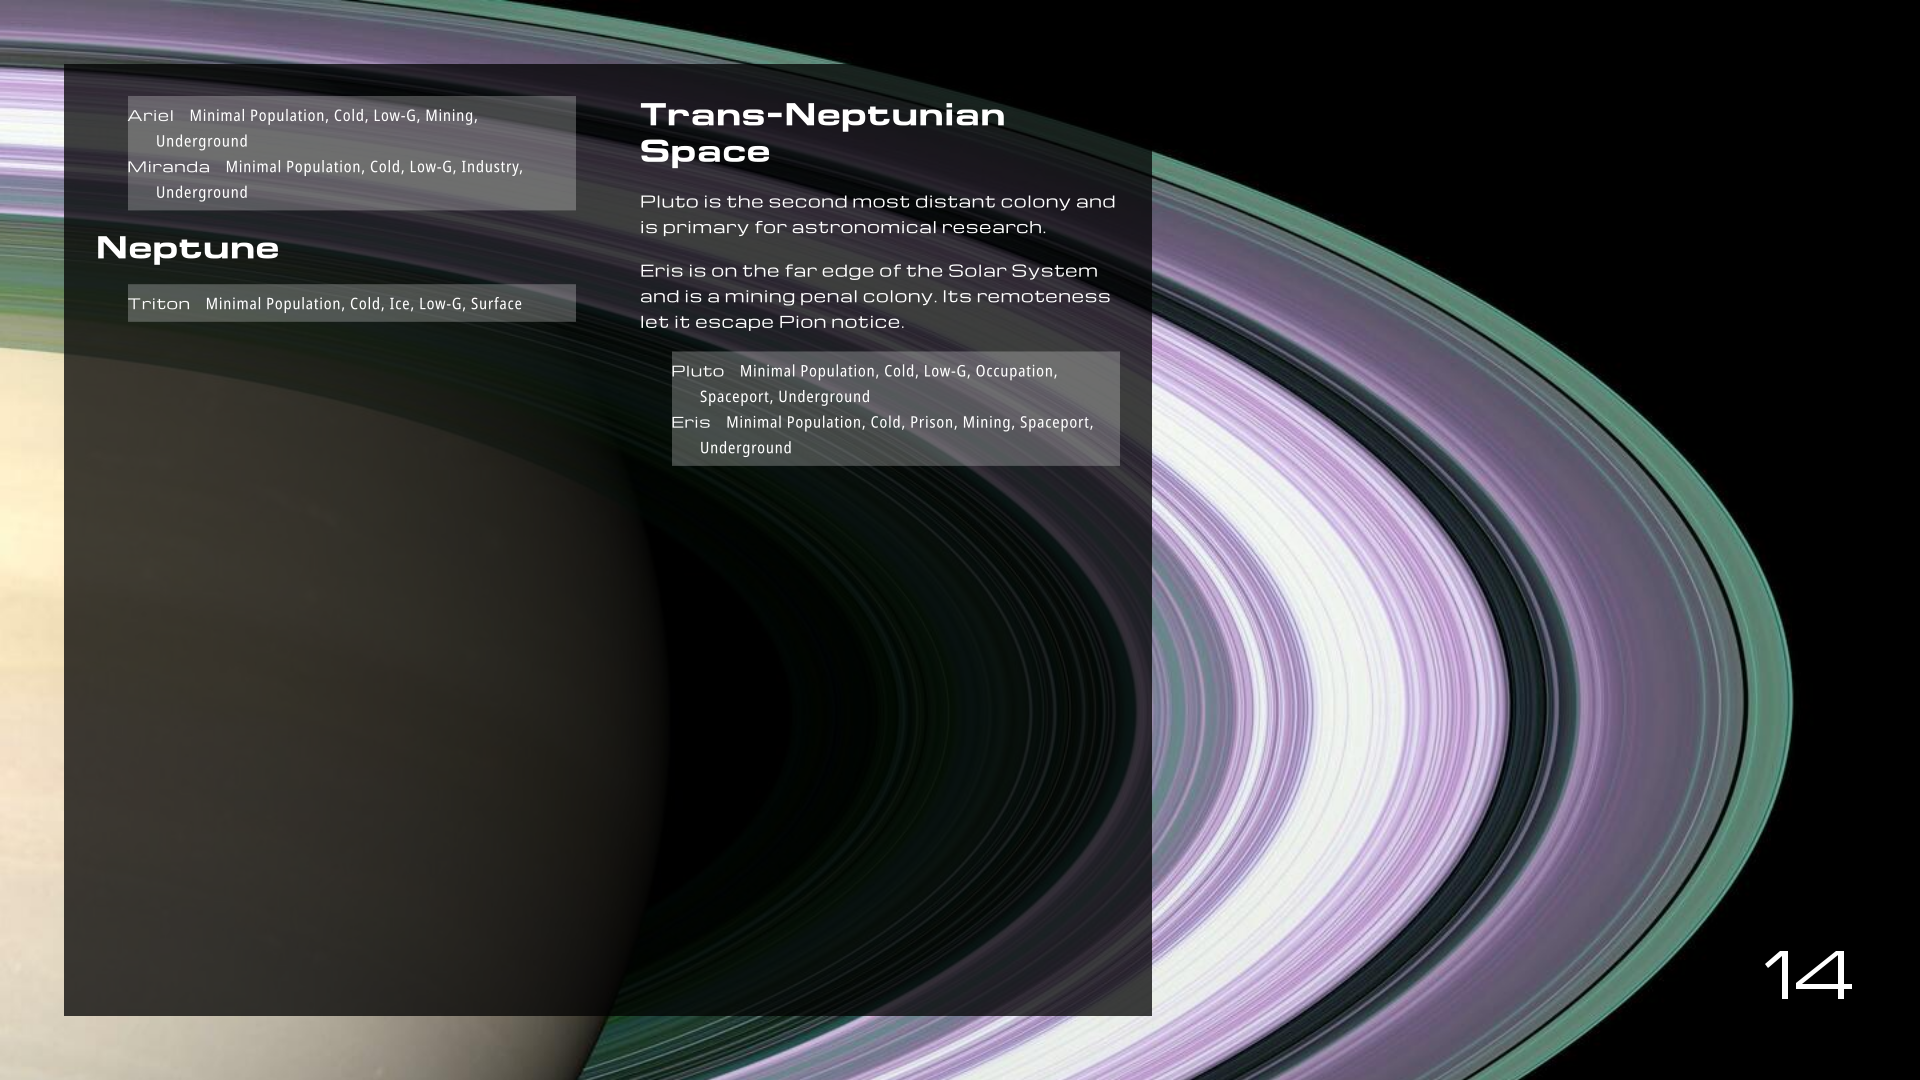 Ariel Minimal Population, Cold, Low-G, Mining,
Underground
Miranda Minimal Population, Cold, Low-G, Industry,
Underground
Neptune
Triton Minimal Population, Cold, Ice, Low-G, Surface
Trans-Neptunian
Space
Pluto is the second most distant colony and
is primary for astronomical research.
Eris is on the far edge of the Solar System
and is a mining penal colony. Its remoteness
let it escape Pion notice.
Pluto Minimal Population, Cold, Low-G, Occupation,
Spaceport, Underground
Eris Minimal Population, Cold, Prison, Mining, Spaceport,
Underground
14